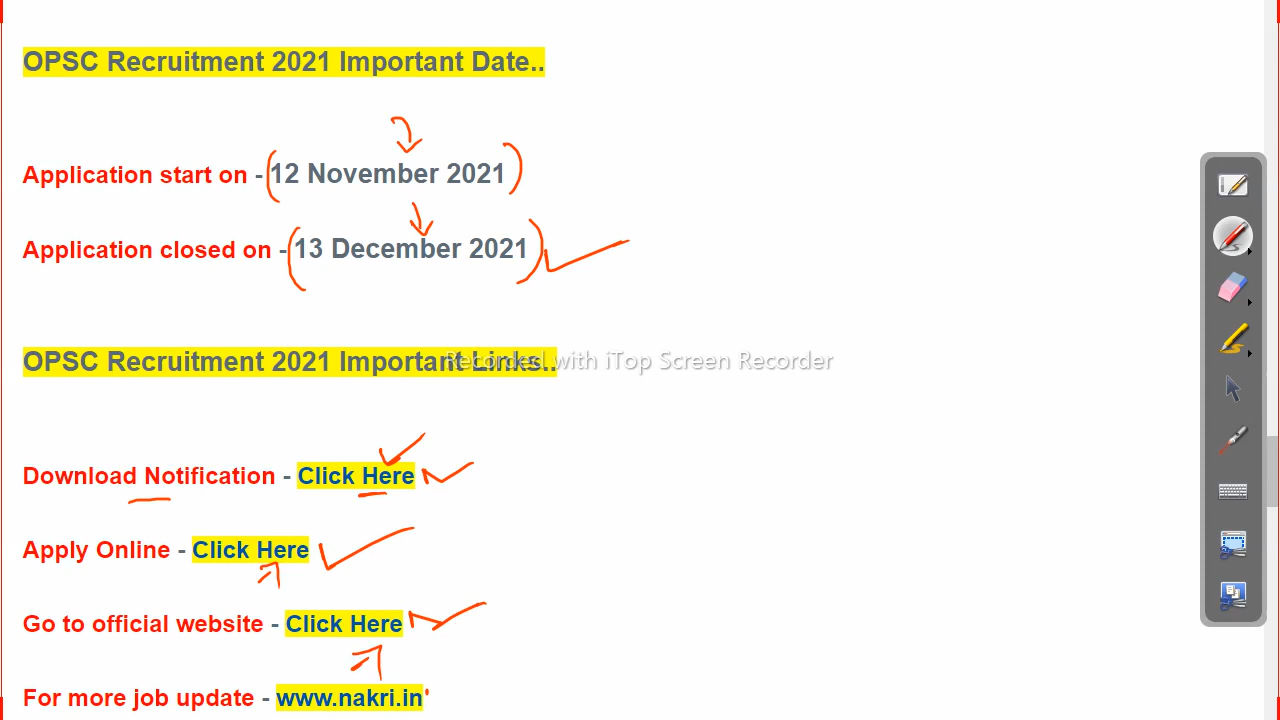 OPSC Recruitment 2021 Important Date..
Application start on - 12 November 2021
Application closed on - 13 December 2021
OPSC Recruitment 2021 Important Links..
Recorded with iTop Screen Recorder
Download Notification - Click Here
Apply Online - Click Here
Go to official website - Click Here
For more job update - www.nakri.in